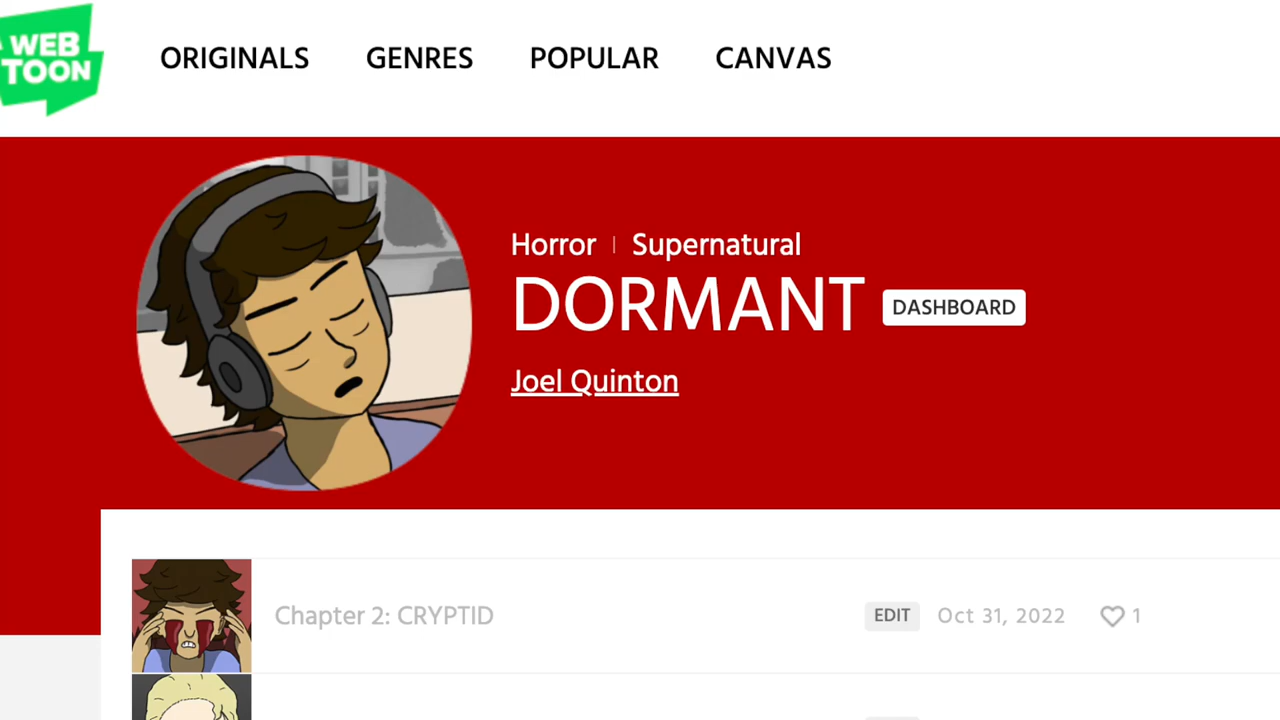 WEB
TOON
ORIGINALS GENRES POPULAR CANVAS
Horror | Supernatural
DORMANT DASHBOARD
Joel Quinton
Chapter 2: CRYPTID EDIT Oct 31, 2022 1